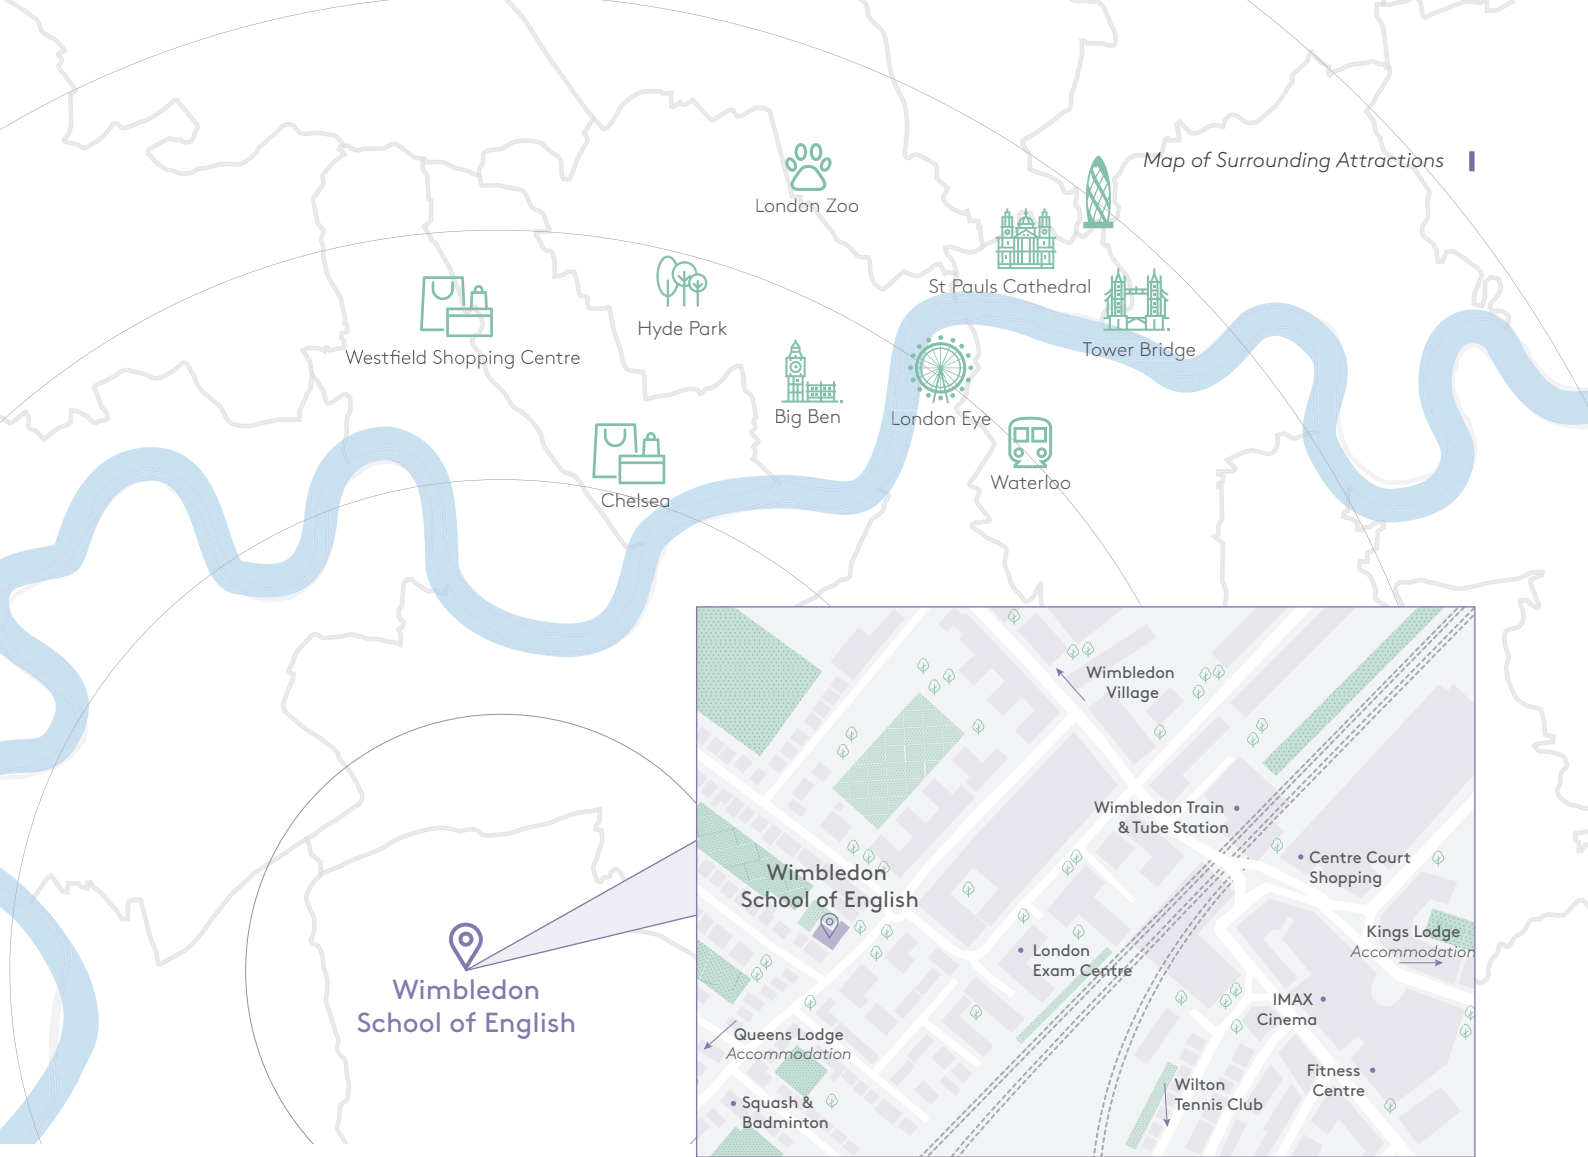 Map of Surrounding Attractions
London Zoo
St Pauls Cathedral
Hyde Park
Westfield Shopping Centre
Tower Bridge
Big Ben
London Eye
Waterloo
Chelsea
Wimbledon
School of English
Wimbledon
Village
Wimbledon Train
& Tube Station
Centre Court
Shopping
Wimbledon
School of English
Kings Lodge
Accommodation
London
Exam Centre
IMAX
Cinema
Queens Lodge
Accommodation
Fitness
Centre
Wilton
Tennis Club
Squash &
Badminton